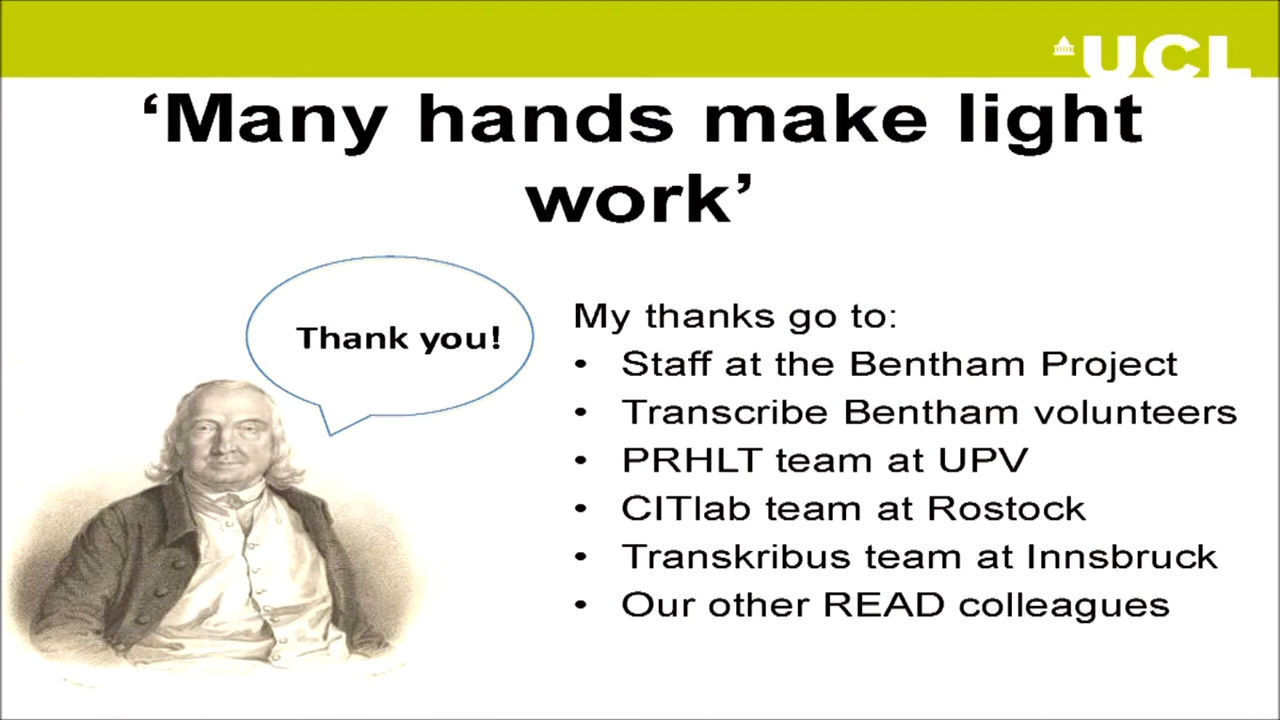 UCL
‘Many hands make light
work’
Thank you!
My thanks go to:
• Staff at the Bentham Project
• Transcribe Bentham volunteers
• PRHLT team at UPV
• CITlab team at Rostock
• Transkribus team at Innsbruck
• Our other READ colleagues